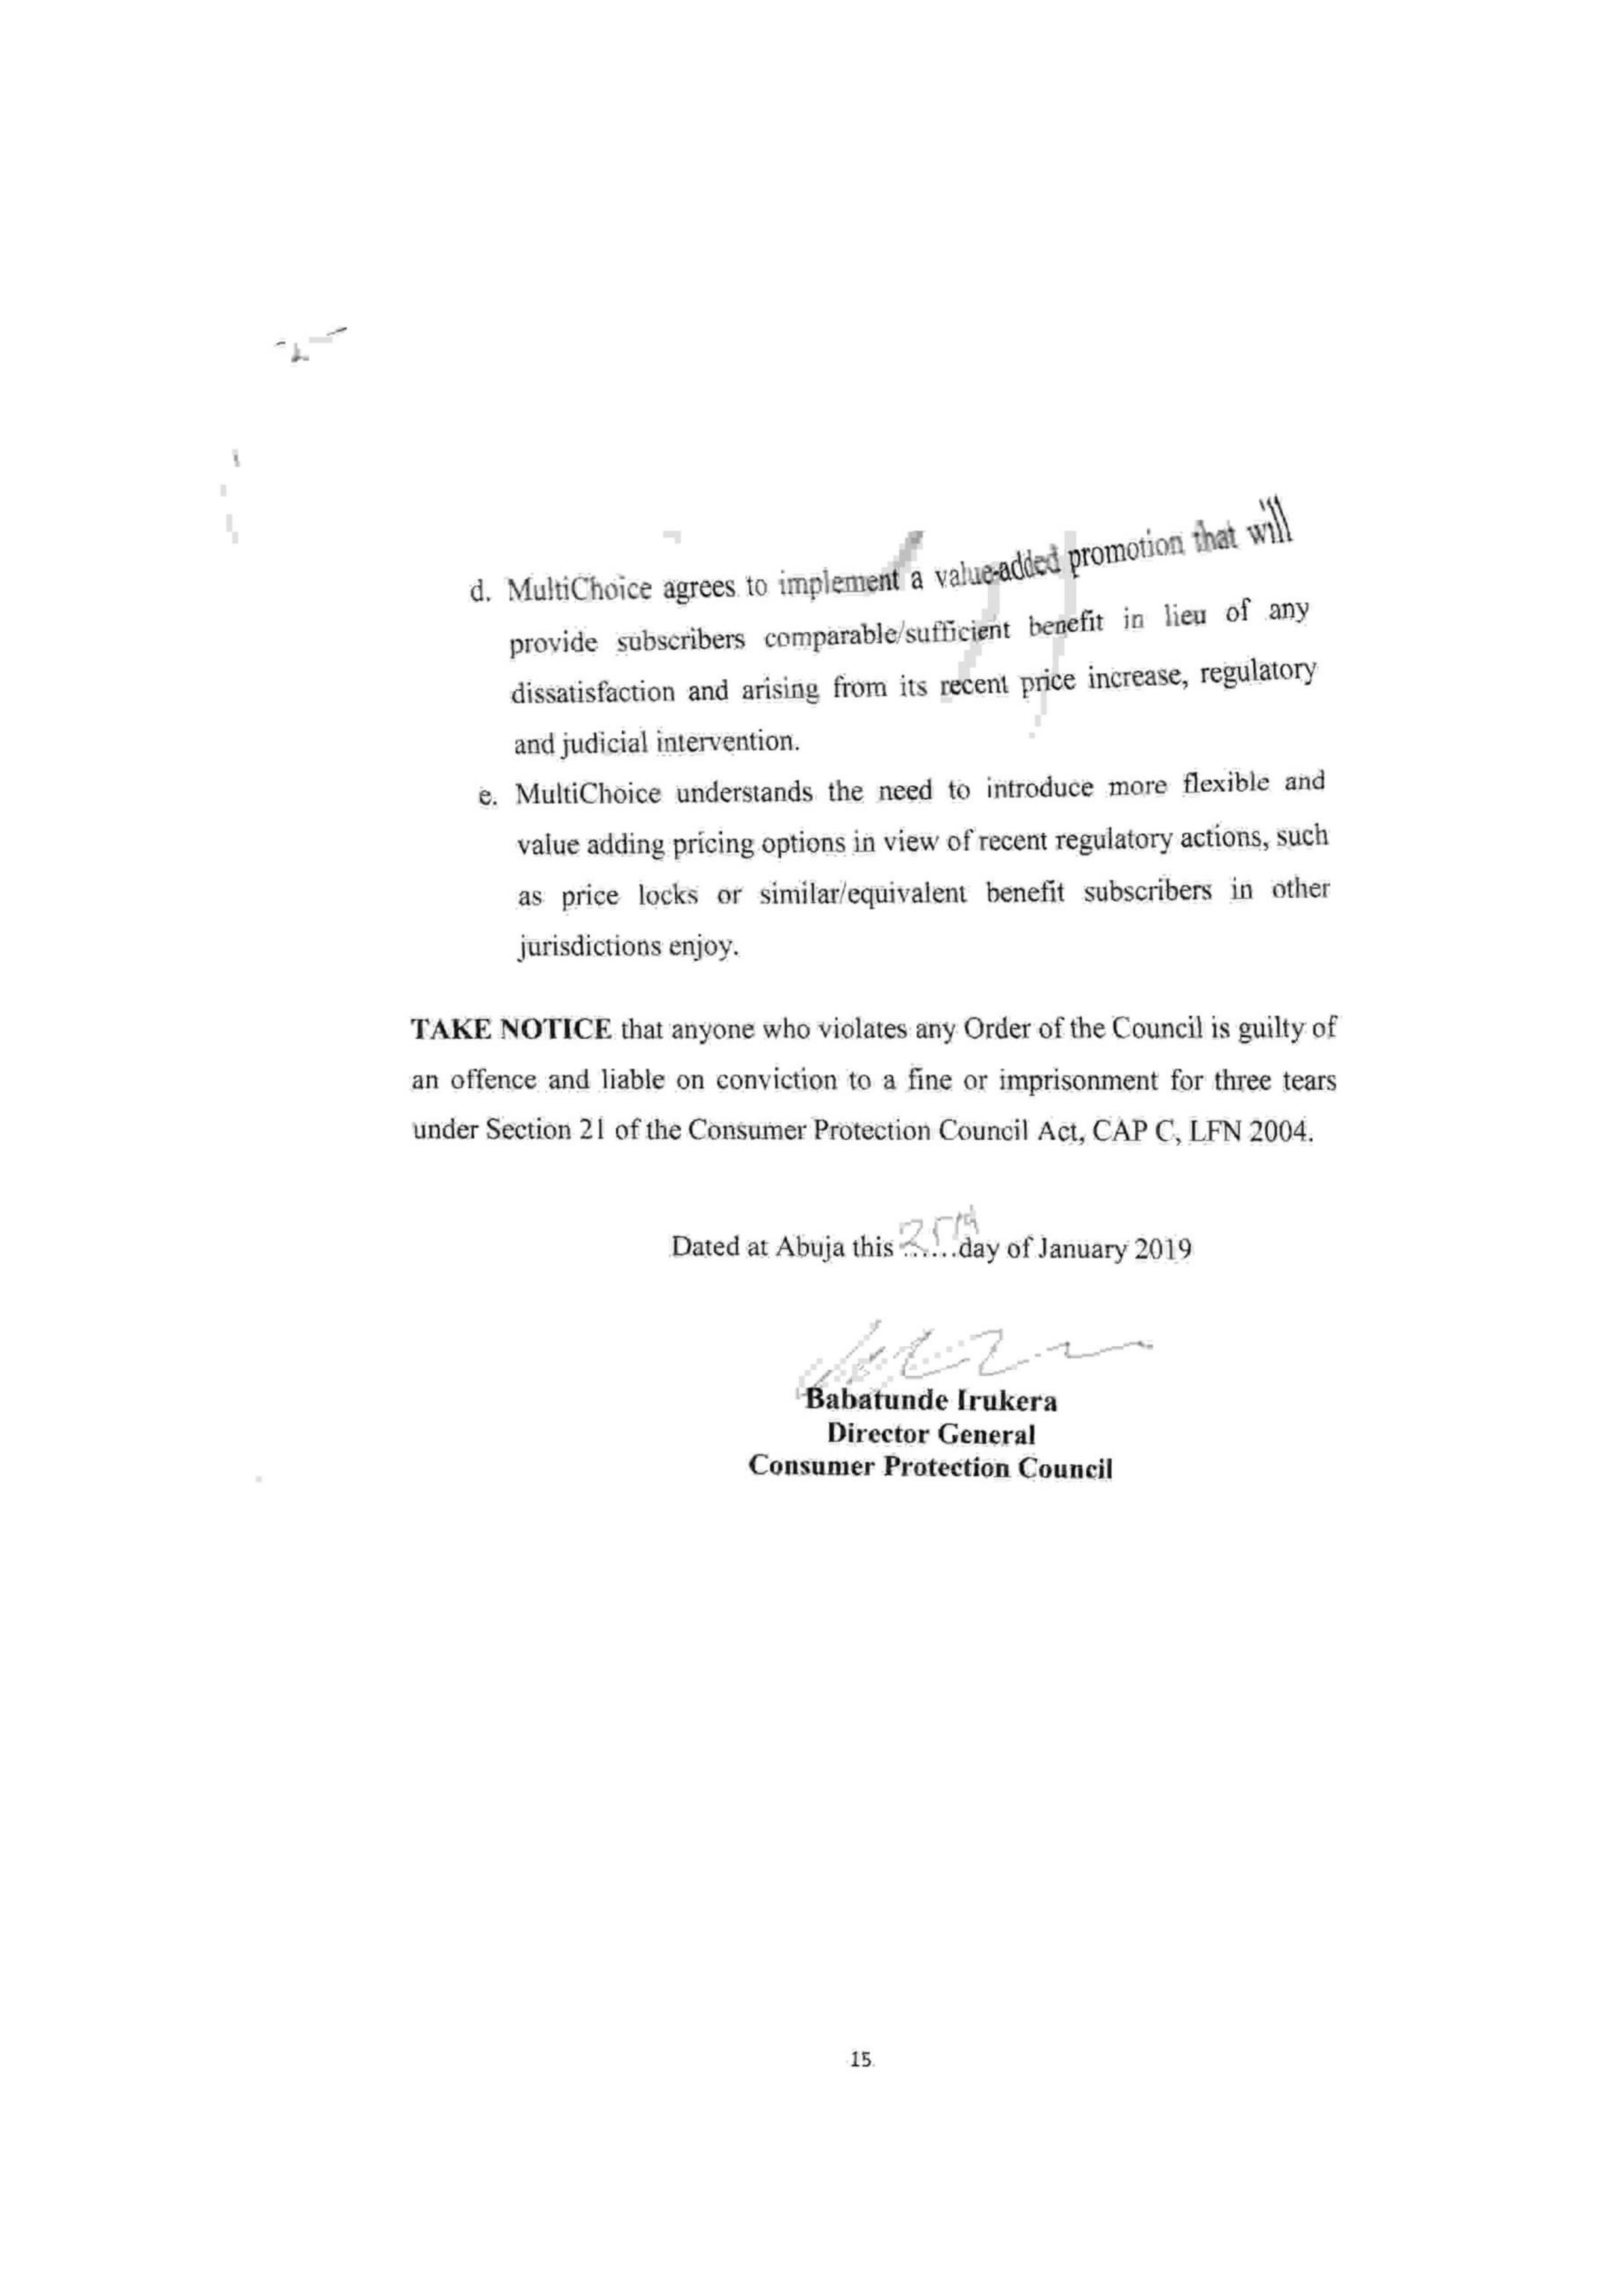 d. MultiChoice agrees to implement a value-added promotion that will
provide subscribers comparable/sufficient benefit in lieu of any
dissatisfaction and arising from its recent price increase, regulatory
and judicial intervention.
e. MultiChoice understands the need to introduce more flexible and
value adding pricing options in view of recent regulatory actions, such
as price locks or similar/equivalent benefit subscribers in other
jurisdictions enjoy.
TAKE NOTICE that anyone who violates any Order of the Council is guilty of
an offence and liable on conviction to a fine or imprisonment for three tears
under Section 21 of the Consumer Protection Council Act, CAP C, LFN 2004.
Dated at Abuja this 25th day of January 2019
Babatunde Irukera
Director General
Consumer Protection Council
15